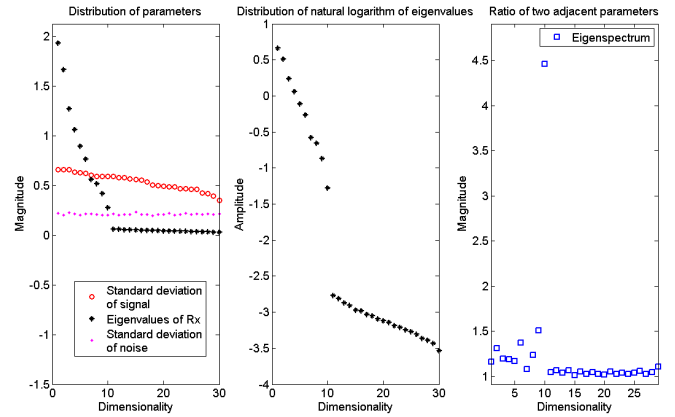 Distribution of parameters
Magnitude
2
1.5
1
0.5
0
-0.5
-1
-1.5
Standard deviation
of signal
Eigenvalues of Rx
Standard deviation
of noise
0
10
20
30
Dimensionality
Distribution of natural logarithm of eigenvalues
Amplitude
1
0.5
0
-0.5
-1
-1.5
-2
-2.5
-3
-3.5
-4
0
10
20
30
Dimensionality
Ratio of two adjacent parameters
Magnitude
Eigenspectrum
4.5
4
3.5
3
2.5
2
1.5
1
5
10
15
20
25
Dimensionality